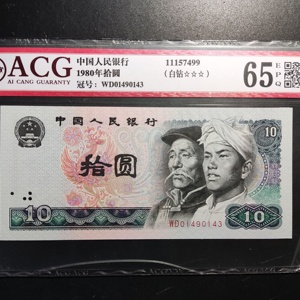 ACG
AI CANG GUARANTY
中国人民银行
1980年拾圆
冠号：WD01490143
11157499
(白钻☆☆☆)
65 EPQ
中国人民银行
10
拾圆
10
10
WD01490143